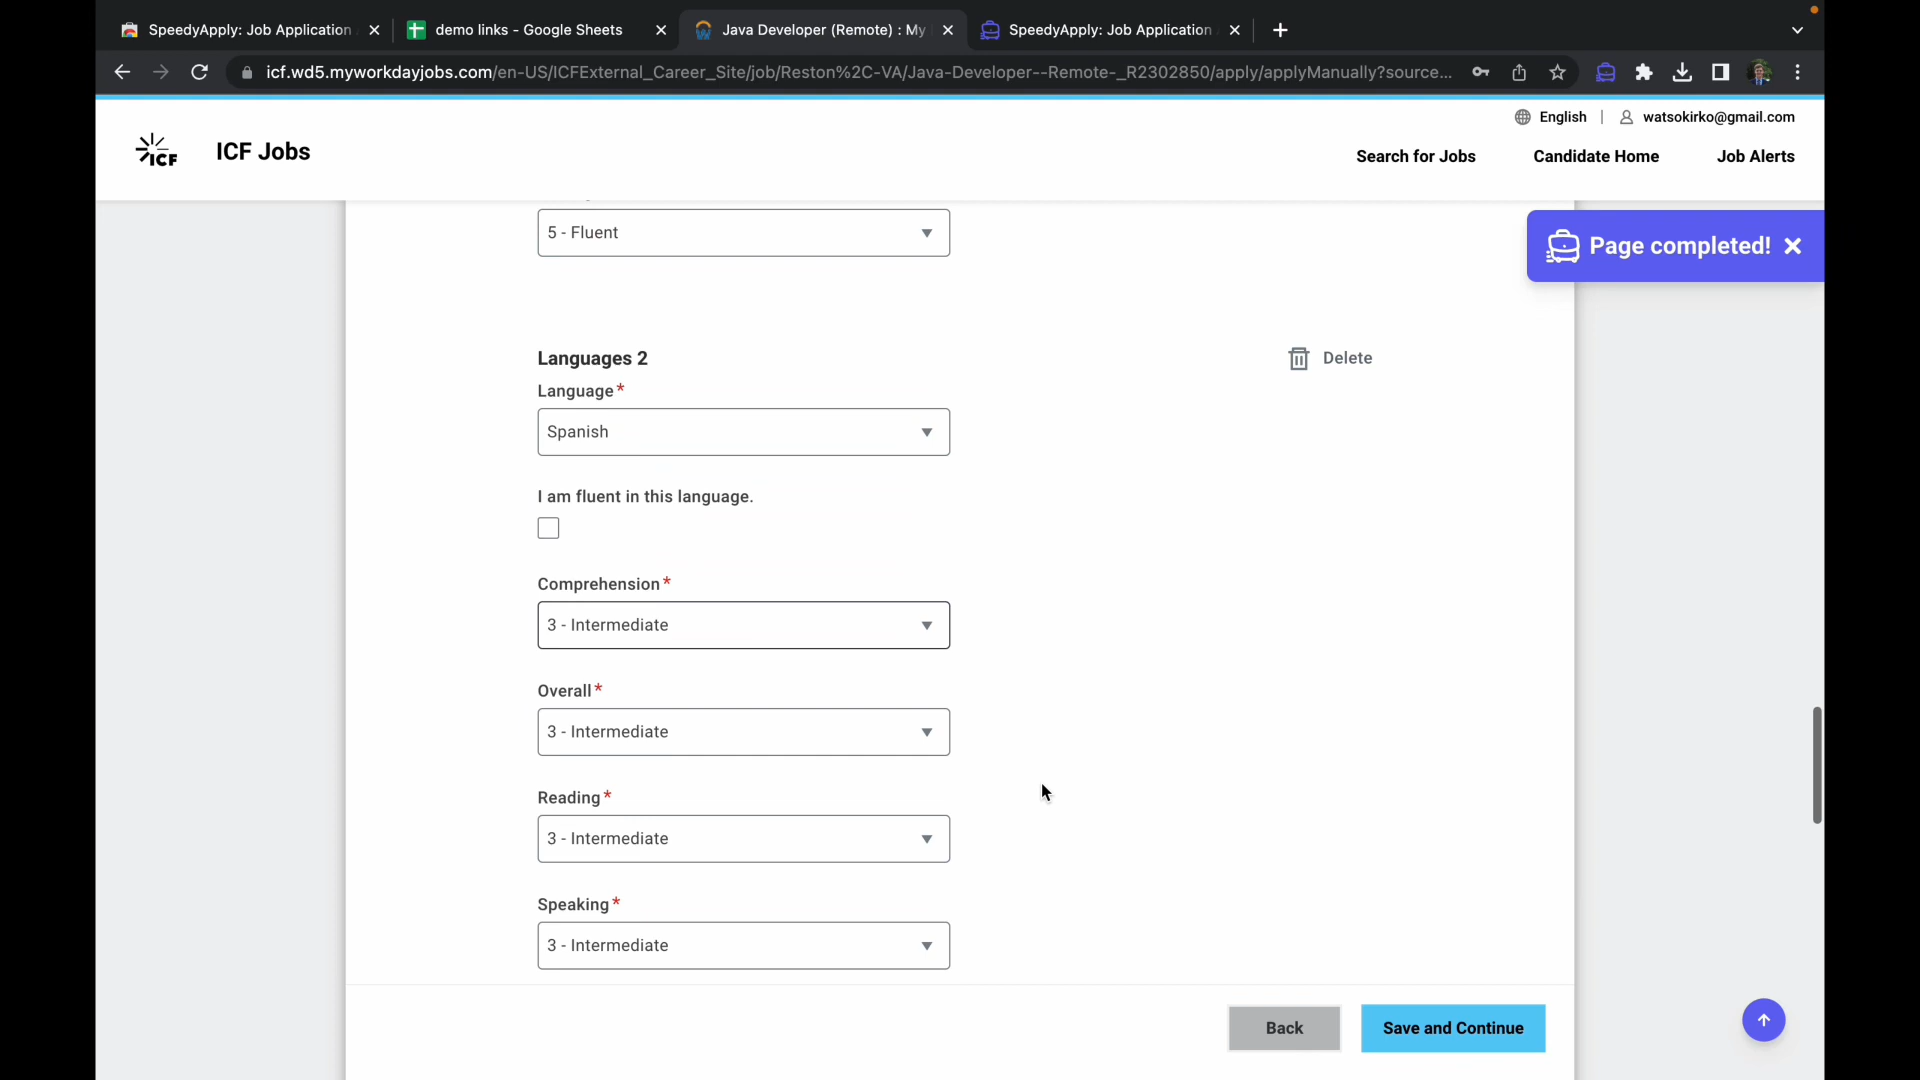 SpeedyApply: Job Application
demo links - Google Sheets
Java Developer (Remote) : My
SpeedyApply: Job Application
icf.wd5.myworkdayjobs.com/en-US/ICFExternal_Career_Site/job/Reston%2C-VA/Java-Developer--Remote-_R2302850/apply/applyManually?source...
English | watsokirko@gmail.com
ICF
ICF Jobs
Search for Jobs
Candidate Home
Job Alerts
5 - Fluent
Page completed!
Languages 2
Delete
Language*
Spanish
I am fluent in this language.
Comprehension*
3 - Intermediate
Overall*
3 - Intermediate
Reading*
3 - Intermediate
Speaking*
3 - Intermediate
Back
Save and Continue